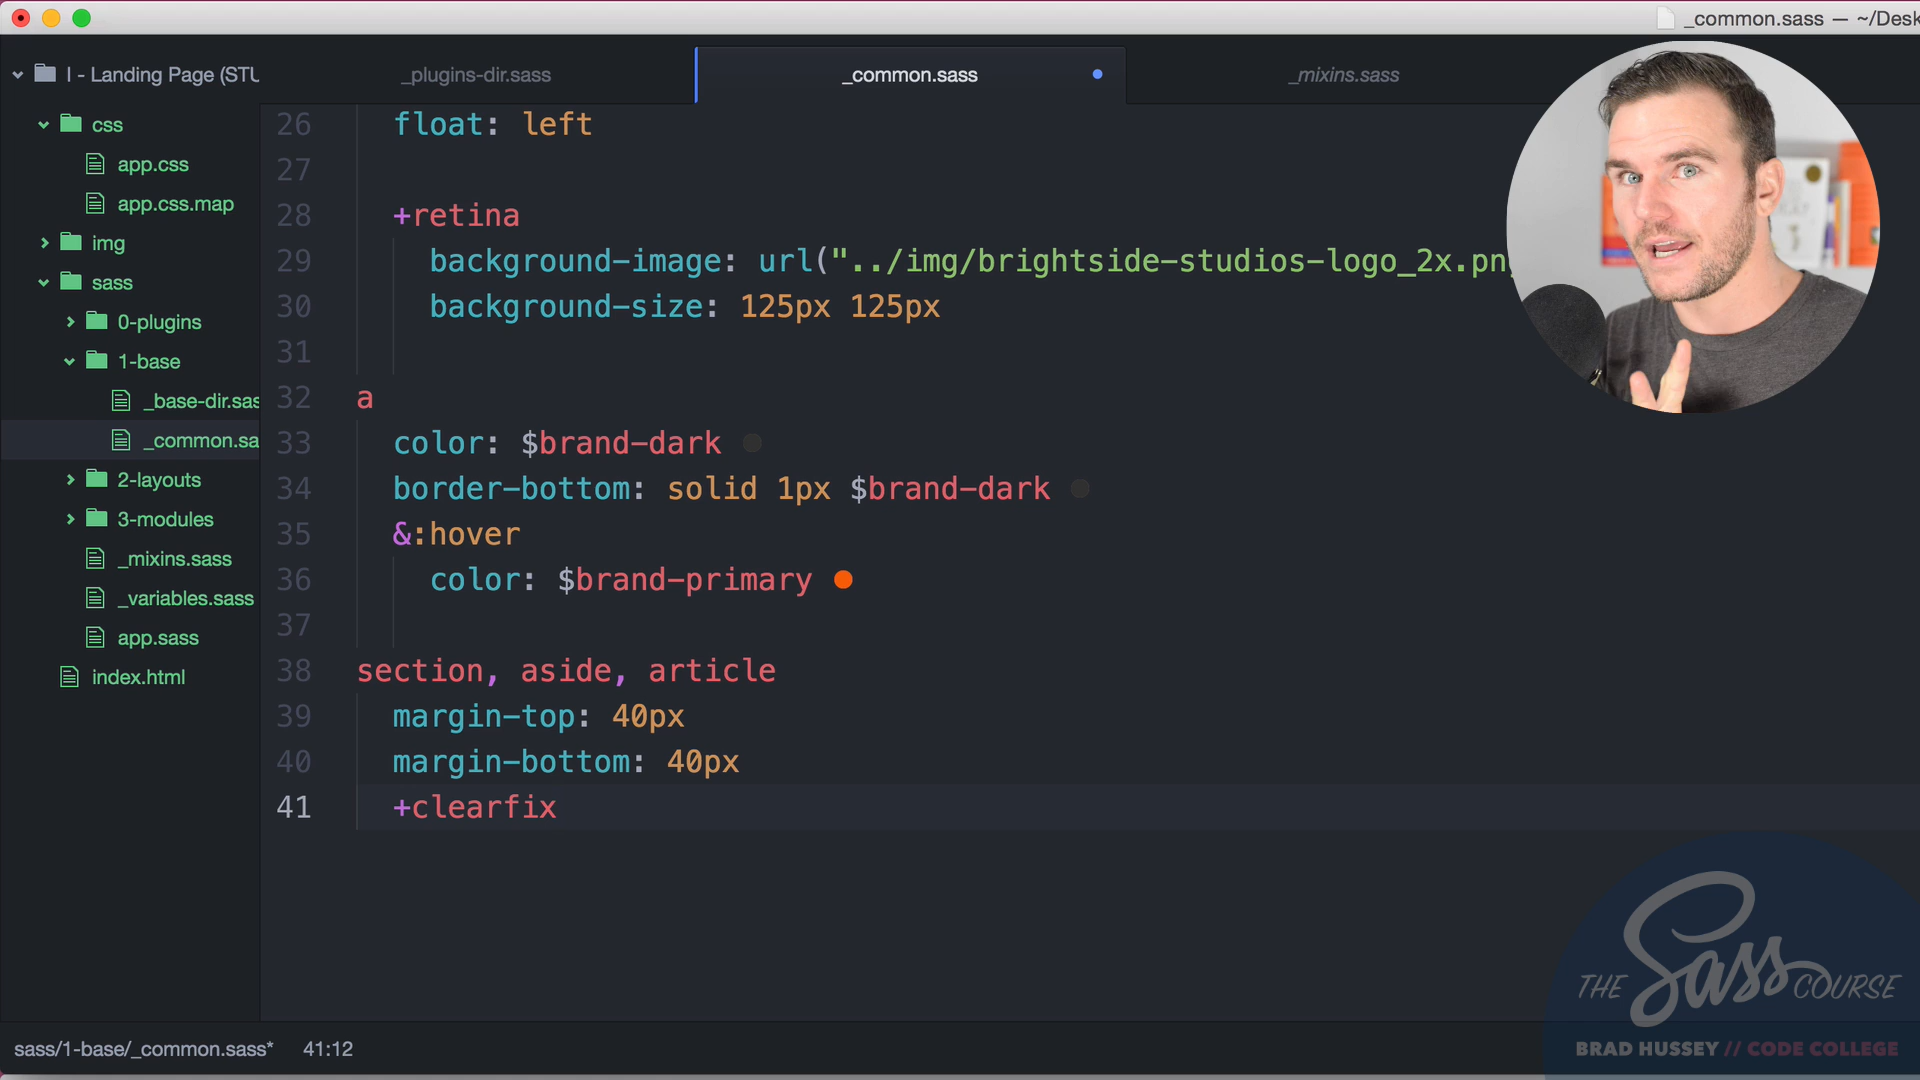 _common.sass — ~/Desk
I - Landing Page (STU
_plugins-dir.sass
_common.sass
_mixins.sass
css
app.css
app.css.map
img
sass
0-plugins
1-base
_base-dir.sas
_common.sa
2-layouts
3-modules
_mixins.sass
_variables.sass
app.sass
index.html
26 float: left
27
28 +retina
29 background-image: url("../img/brightside-studios-logo_2x.pn
30 background-size: 125px 125px
31
32 a
33 color: $brand-dark
34 border-bottom: solid 1px $brand-dark
35 &:hover
36 color: $brand-primary
37
38 section, aside, article
39 margin-top: 40px
40 margin-bottom: 40px
41 +clearfix
THE Sass COURSE
BRAD HUSSEY // CODE COLLEGE
sass/1-base/_common.sass* 41:12